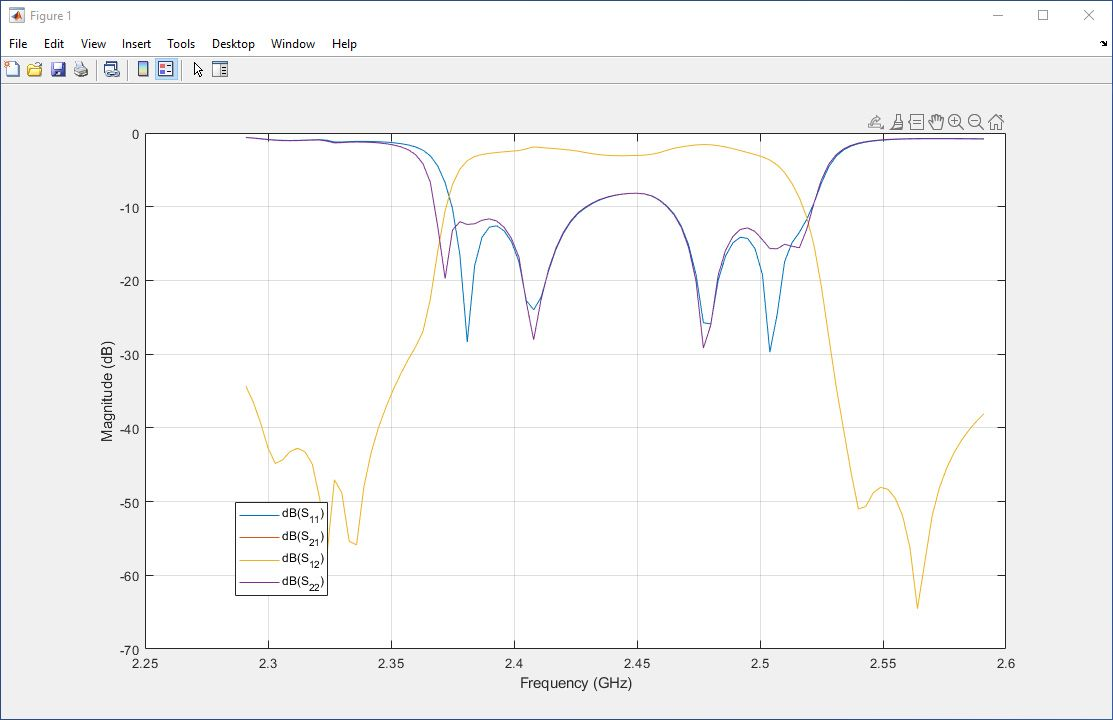 Figure 1
File Edit View Insert Tools Desktop Window Help
0
-10
-20
-30
-40
-50
-60
-70
Magnitude (dB)
dB(S11)
dB(S21)
dB(S12)
dB(S22)
2.25 2.3 2.35 2.4 2.45 2.5 2.55 2.6
Frequency (GHz)